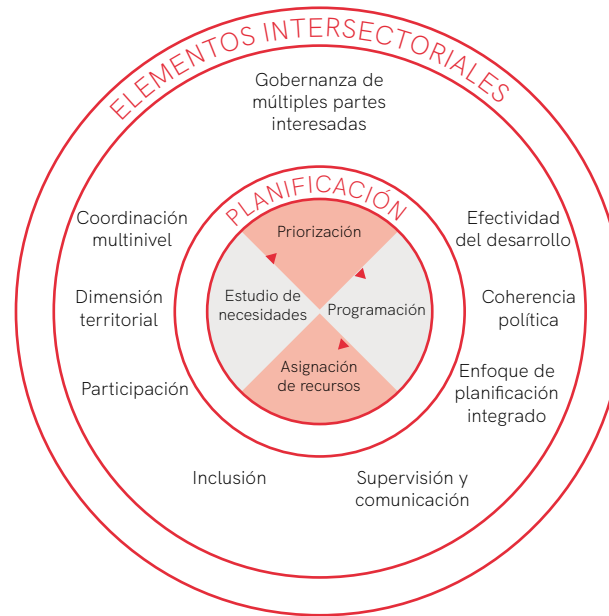 ELEMENTOS INTERSECTORIALES
Gobernanza de
múltiples partes
interesadas
PLANIFICACIÓN
Coordinación
multinivel
Efectividad
del desarrollo
Priorización
Dimensión
territorial
Estudio de
necesidades
Programación
Coherencia
política
Asignación
de recursos
Participación
Enfoque de
planificación
integrado
Inclusión
Supervisión y
comunicación